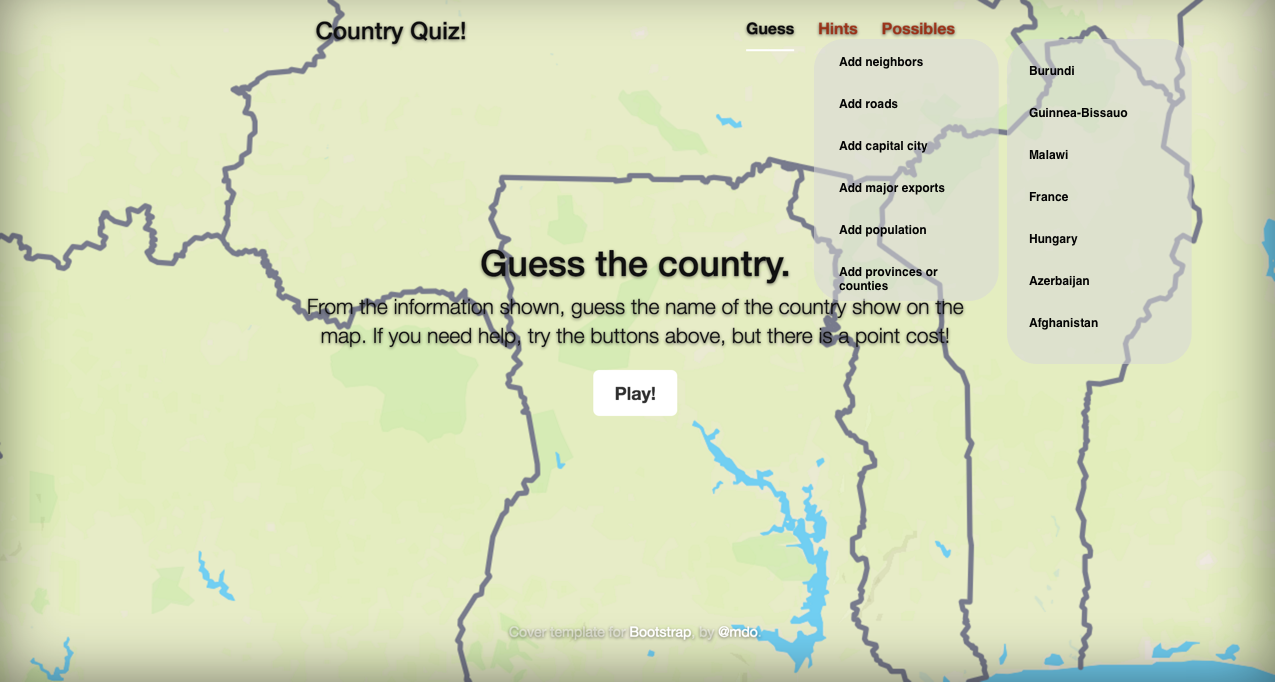 Country Quiz!
Guess Hints Possibles
Add neighbors
Add roads
Add capital city
Add major exports
Add population
Add provinces or
counties
Burundi
Guinnea-Bissauo
Malawi
France
Hungary
Azerbaijan
Afghanistan
Guess the country.
From the information shown, guess the name of the country show on the
map. If you need help, try the buttons above, but there is a point cost!
Play!
Cover template for Bootstrap, by @mdo.